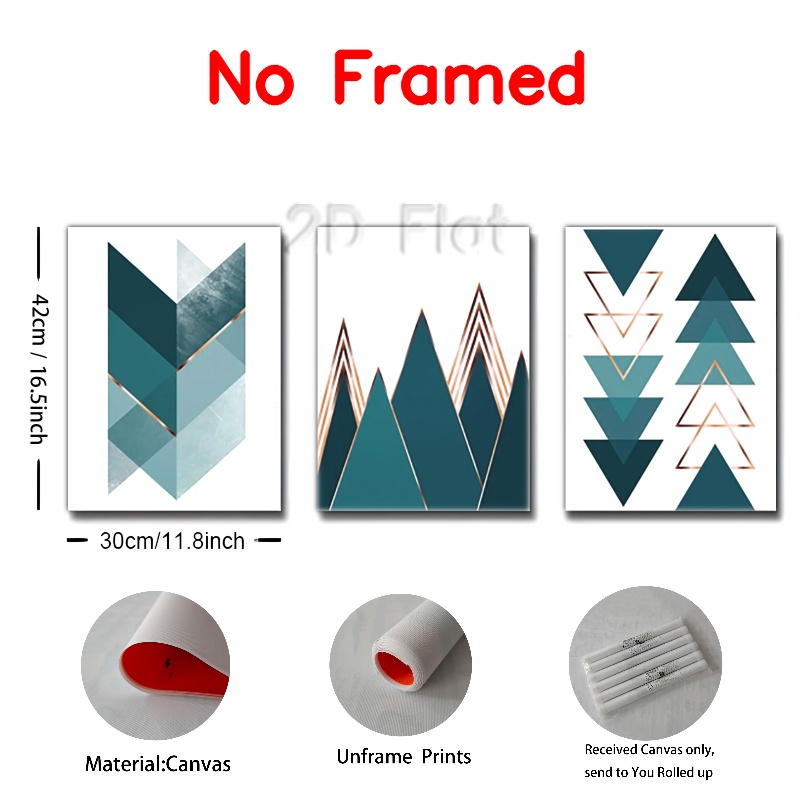 No Framed
2D Flat
42cm / 16.5inch
30cm/11.8inch
Material:Canvas
Unframe Prints
Received Canvas only,
send to You Rolled up